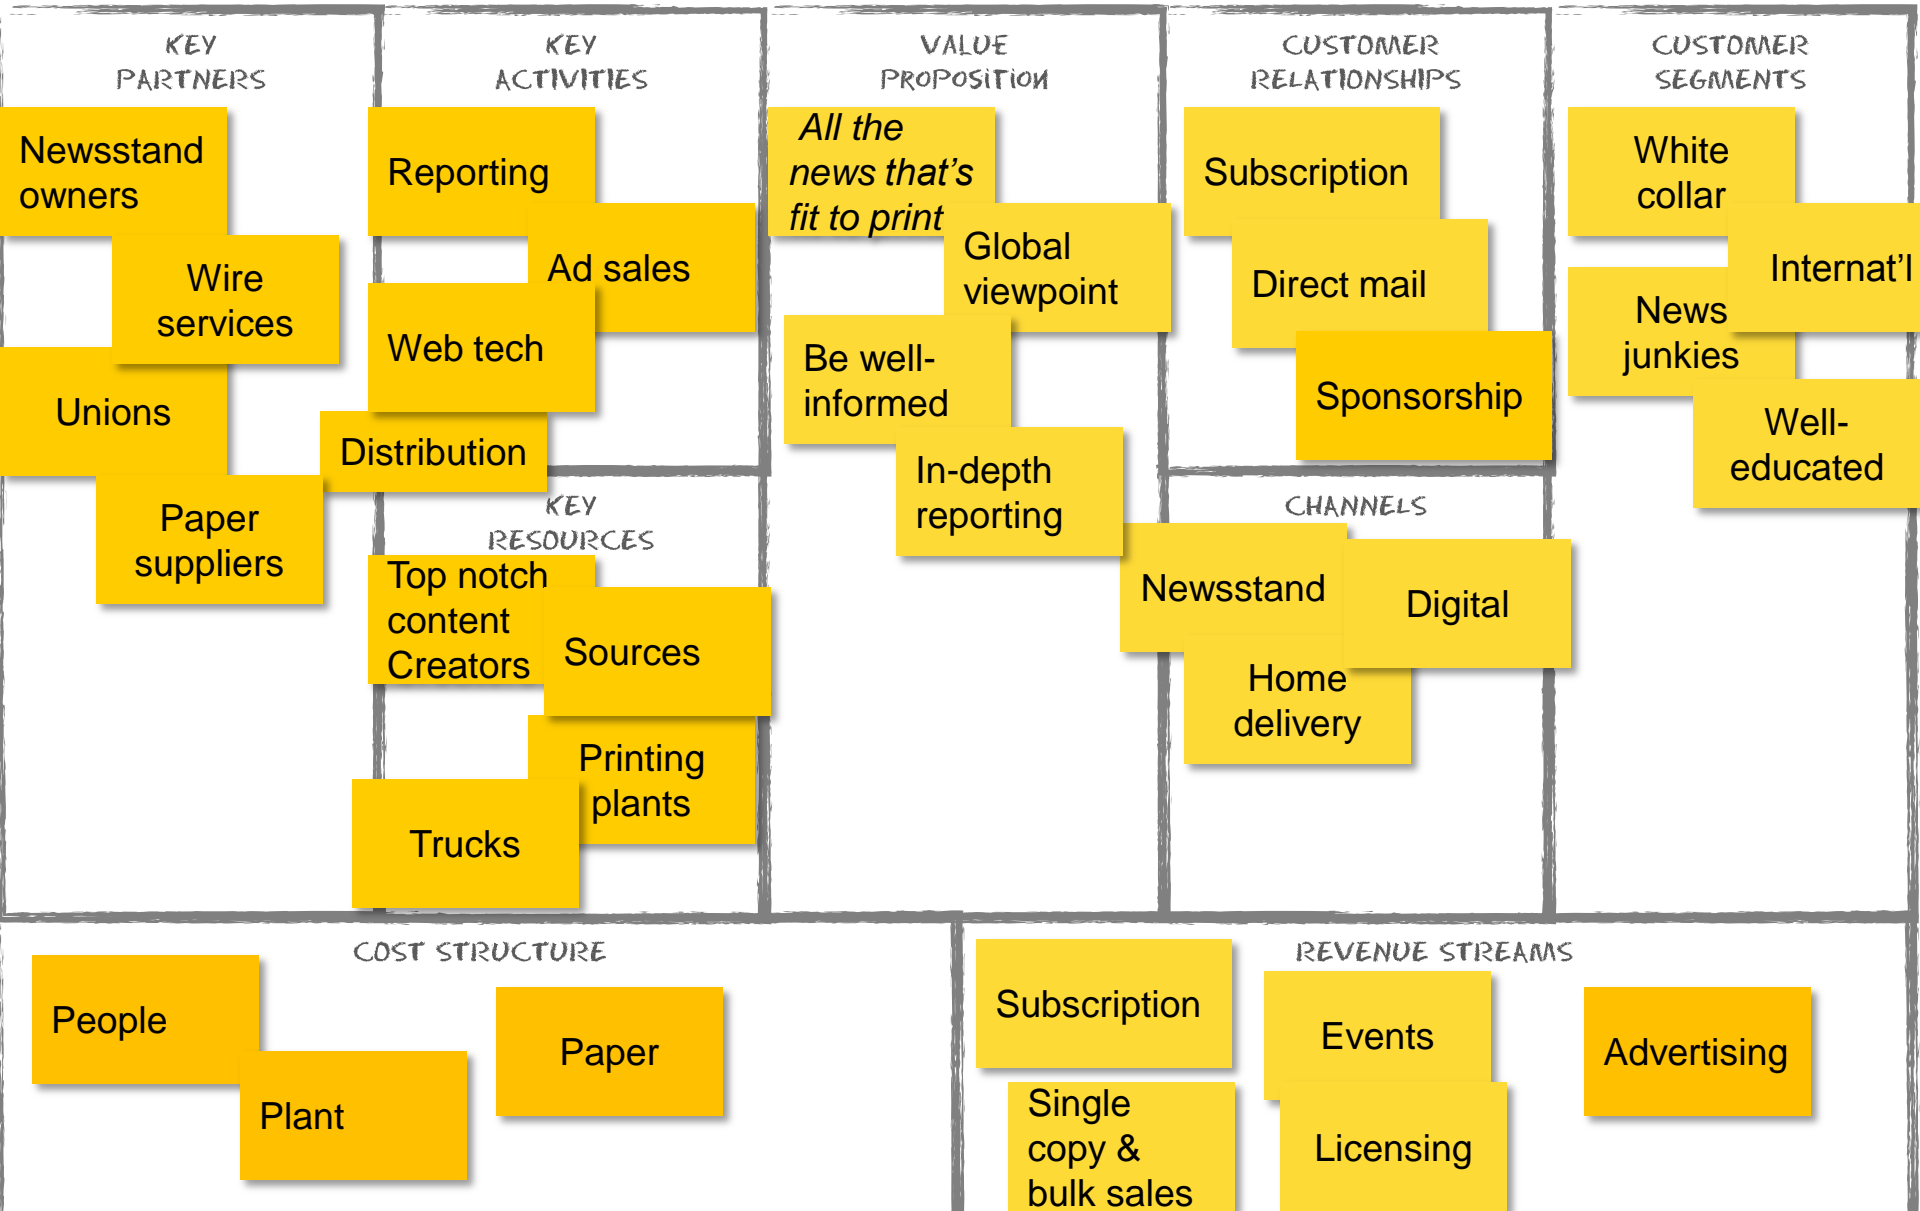 KEY
PARTNERS
Newsstand
owners
Wire
services
Unions
Paper
suppliers
KEY
ACTIVITIES
Reporting
Ad sales
Web tech
Distribution
KEY
RESOURCES
Top notch
content
Creators
Sources
Printing
plants
Trucks
VALUE
PROPOSITION
All the
news that's
fit to print
Global
viewpoint
Be well-
informed
In-depth
reporting
CUSTOMER
RELATIONSHIPS
Subscription
Direct mail
Sponsorship
CHANNELS
Newsstand
Digital
Home
delivery
CUSTOMER
SEGMENTS
White
collar
Internat'l
News
junkies
Well-
educated
COST STRUCTURE
People
Plant
Paper
REVENUE STREAMS
Subscription
Events
Advertising
Single
copy &
bulk sales
Licensing